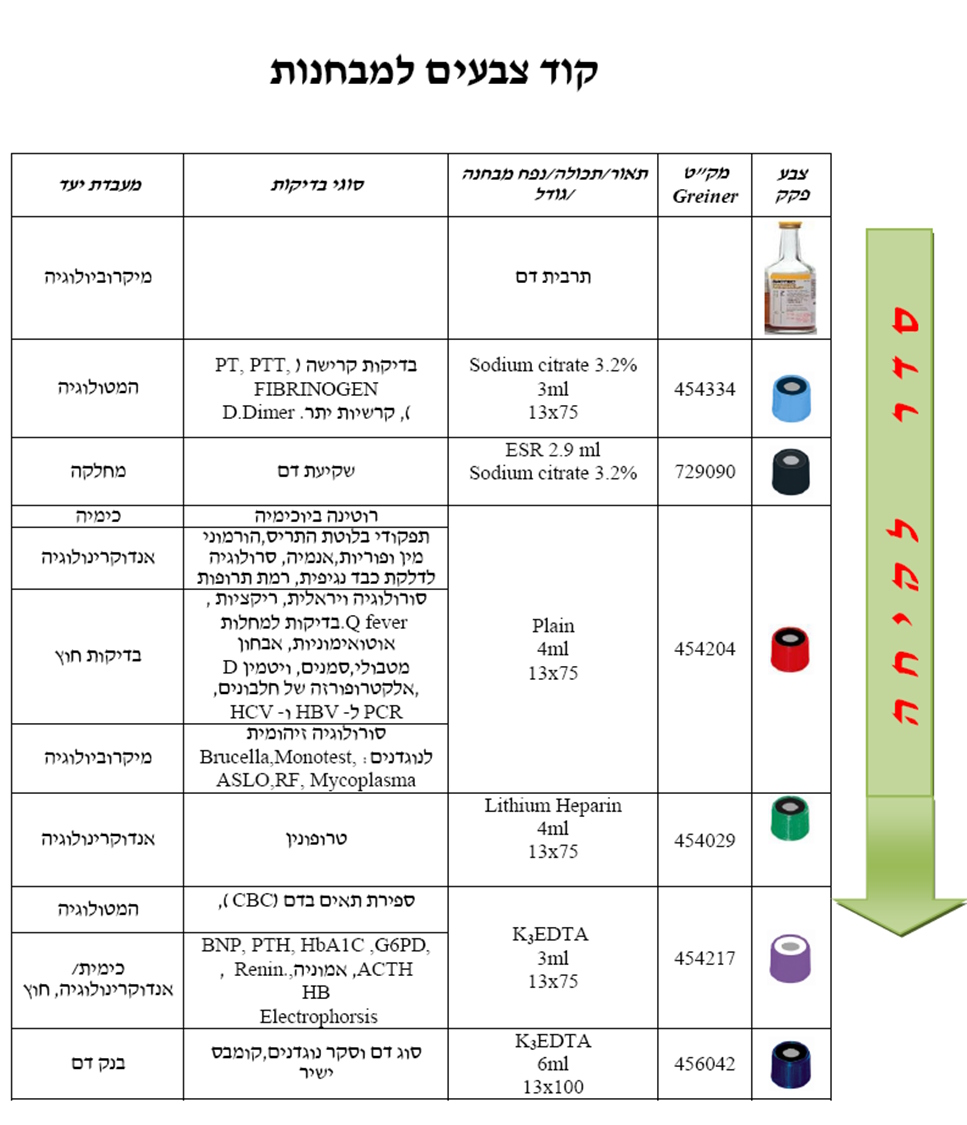 קוד צבעים למבחנות
צבע
פקק
מק״ט
Greiner
תאור/תכולה/נפח מבחנה
/גודל
סוגי בדיקות
מעבדת יעד
תרבית דם
מיקרוביולוגיה
454334
Sodium citrate 3.2%
3ml
13x75
בדיקות קרישה ( PT, PTT,
FIBRINOGEN
), קרשיות יתר. D.Dimer
המטולוגיה
729090
ESR 2.9 ml
Sodium citrate 3.2%
שקיעת דם
מחלקה
454204
Plain
4ml
13x75
רוטינה ביוכימיה
כימיה
תפקודי בלוטת התריס,הורמוני
מין ופוריות,אנמיה, סרולוגיה
לדלקת כבד נגיפית, רמת תרופות
אנדוקרינולוגיה
סורולוגיה ויראלית, ריקציות ,
Q fever.בדיקות למחלות
אוטואימוניות, אבחון
מטבולי,סמנים, ויטמין D
,אלקטרופורזה של חלבונים,
PCR ל- HBV ו- HCV
בדיקות חוץ
סורולוגיה זיהומית
לנוגדנים : Brucella,Monotest,
ASLO,RF, Mycoplasma
מיקרוביולוגיה
454029
Lithium Heparin
4ml
13x75
טרופונין
אנדוקרינולוגיה
454217
K₃EDTA
3ml
13x75
ספירת תאים בדם (CBC ),
המטולוגיה
BNP, PTH, HbA1C ,G6PD,
ACTH, אמוניה,.Renin ,
HB
Electrophorsis
כימית/
אנדוקרינולוגיה, חוץ
456042
K₃EDTA
6ml
13x100
סוג דם וסקר נוגדנים,קומבס
ישיר
בנק דם
סדר לקיחה